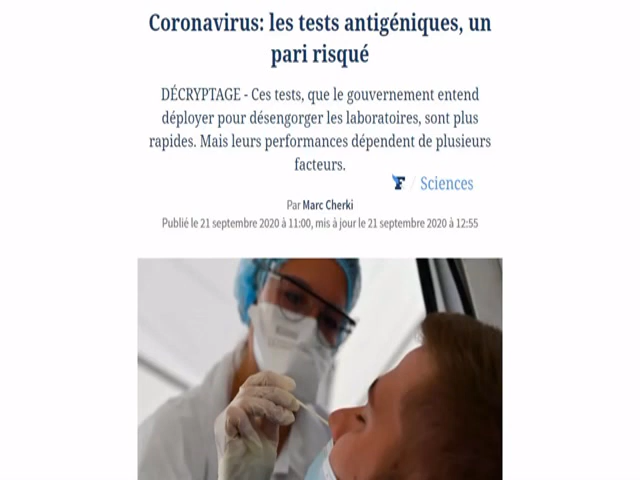 Coronavirus: les tests antigéniques, un
pari risqué
DÉCRYPTAGE - Ces tests, que le gouvernement entend
déployer pour désengorger les laboratoires, sont plus
rapides. Mais leurs performances dépendent de plusieurs
facteurs.
F / Sciences
Par Marc Cherki
Publié le 21 septembre 2020 à 11:00, mis à jour le 21 septembre 2020 à 12:55